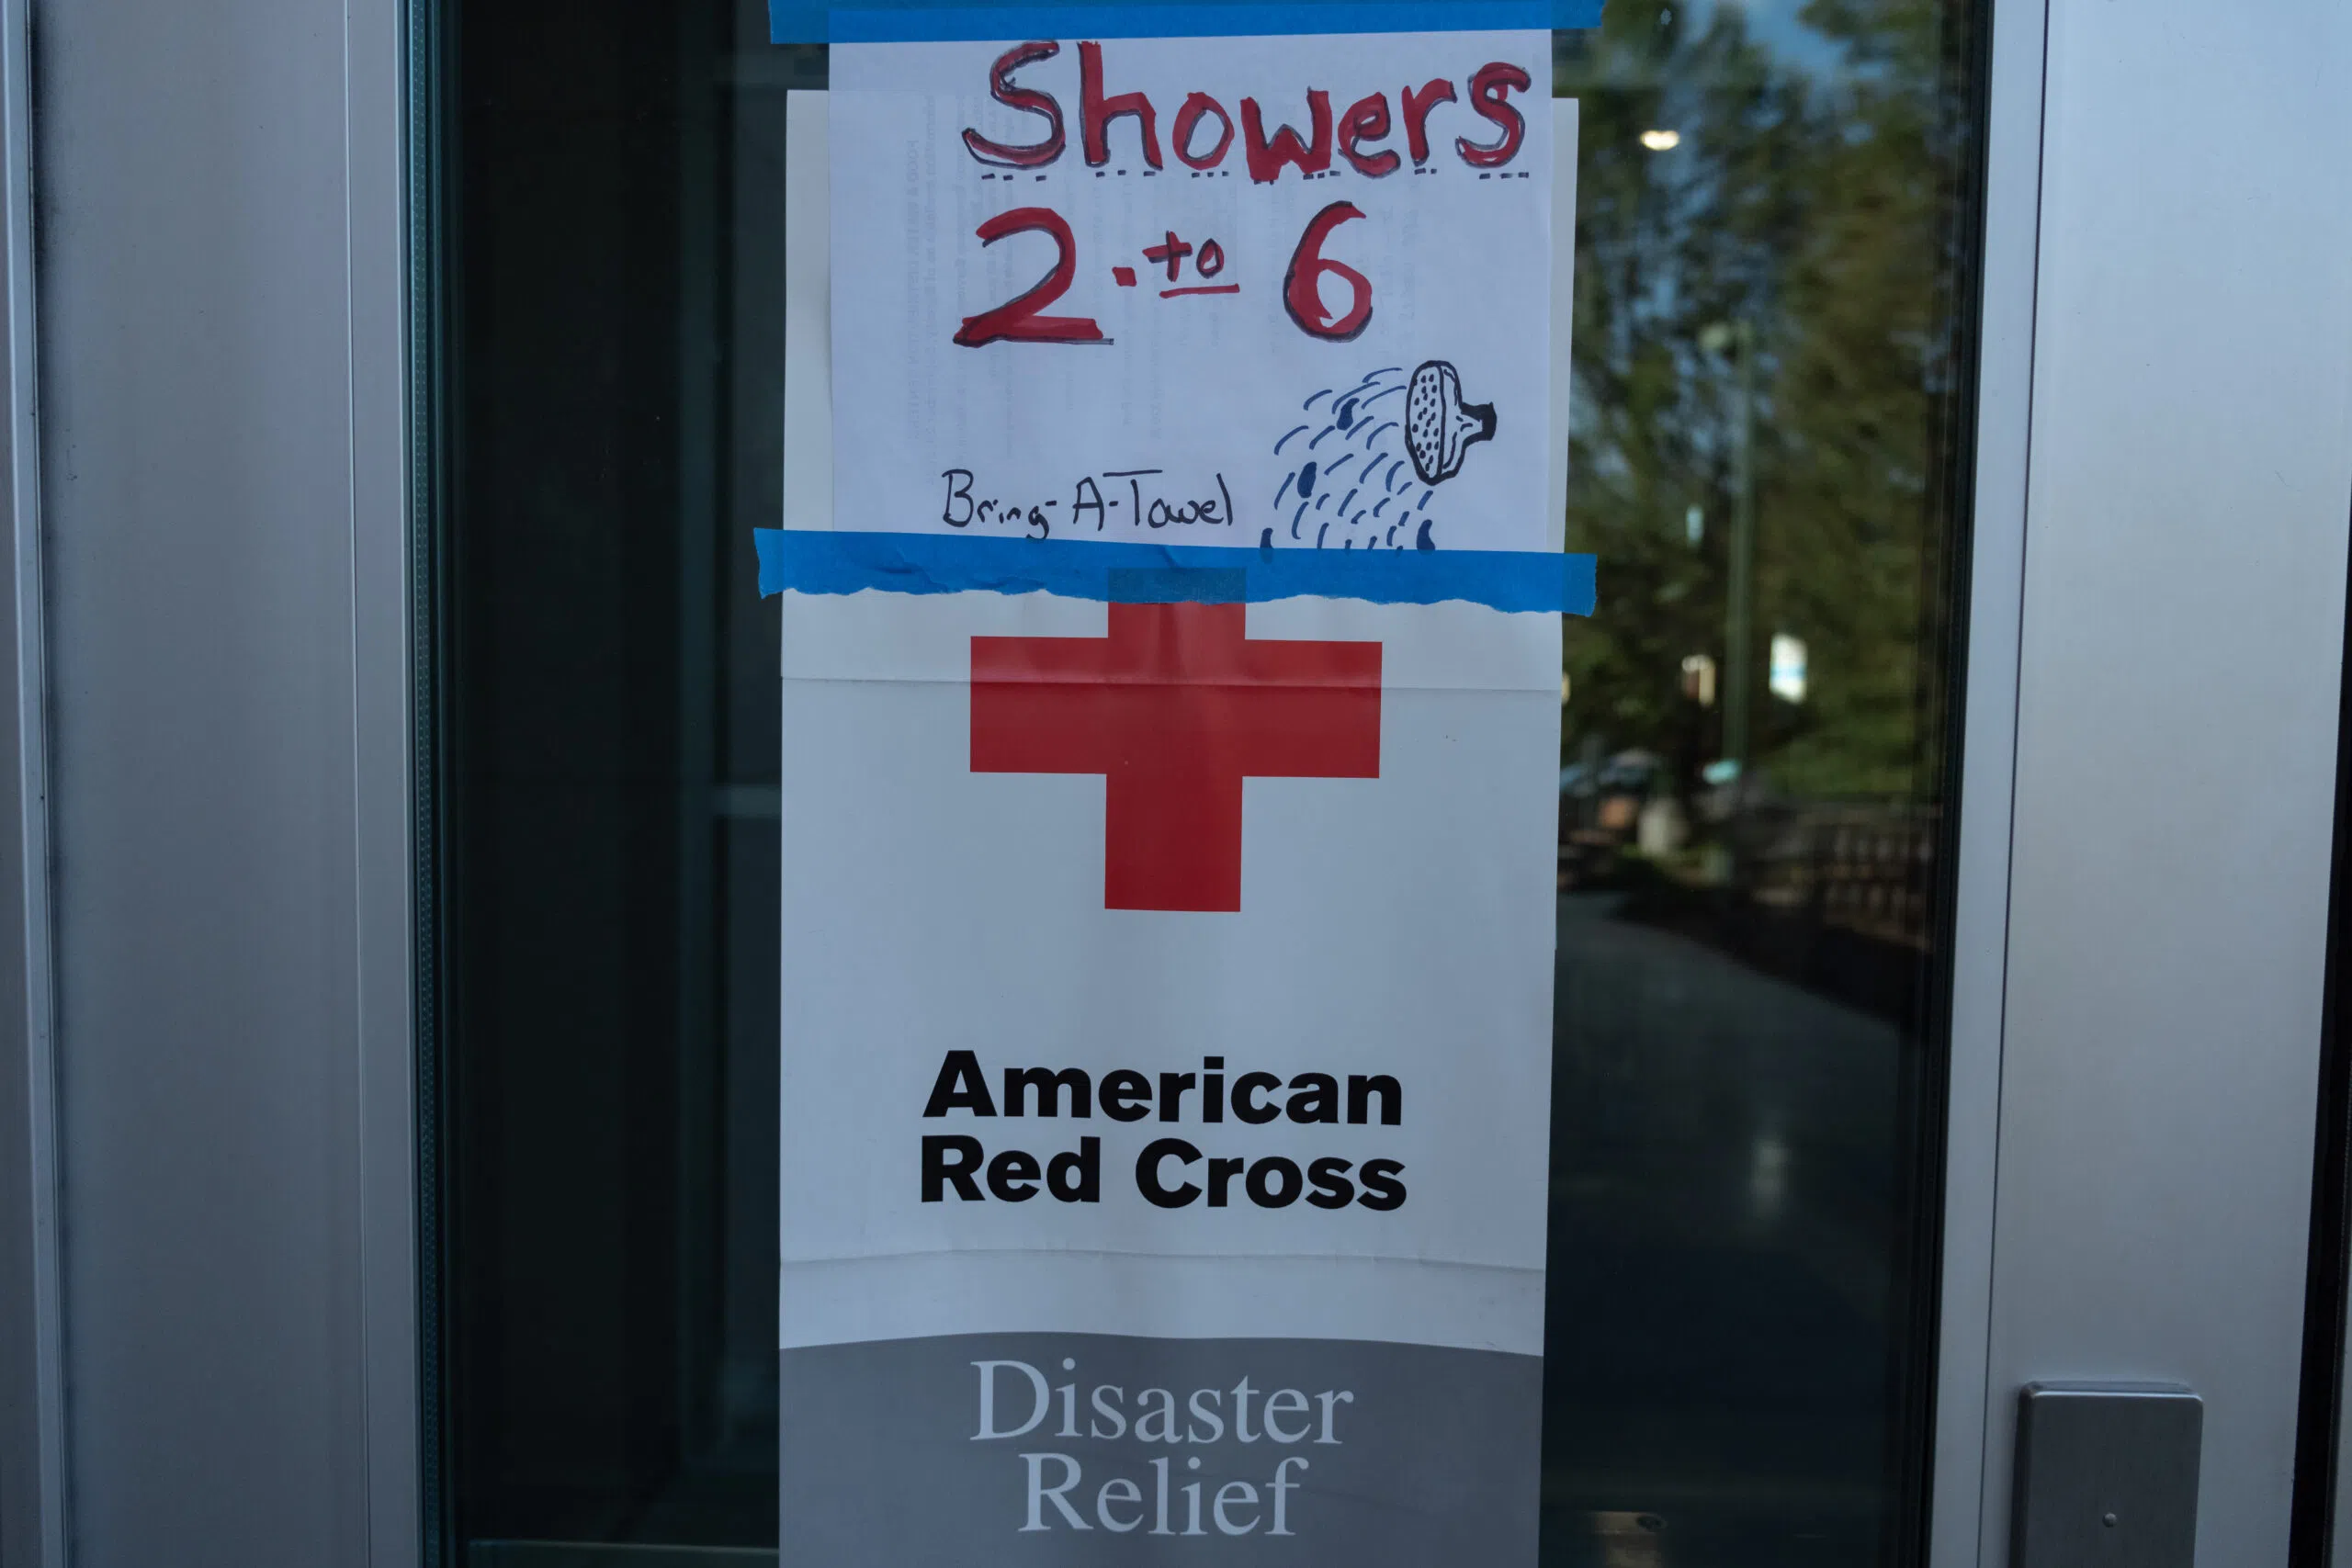 Showers
2 · to 6
Bring-A-Towel
American
Red Cross
Disaster
Relief